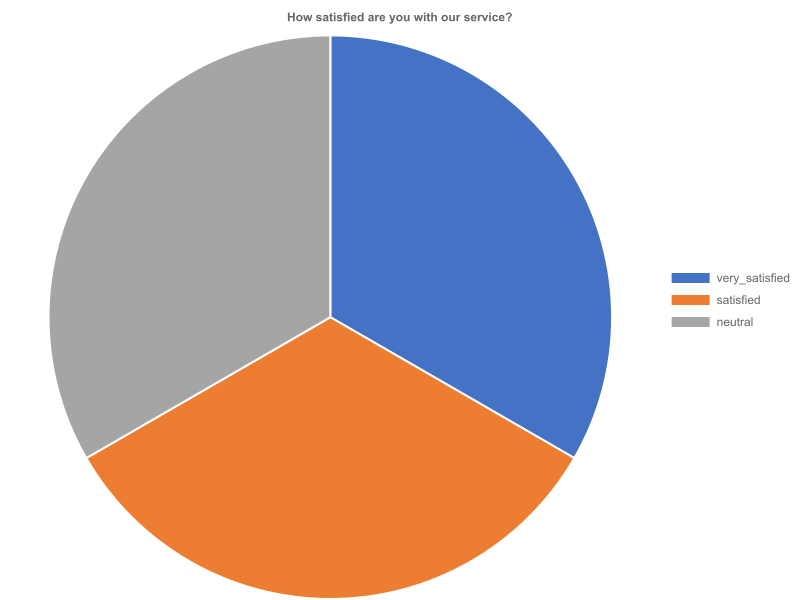 How satisfied are you with our service?
very_satisfied
satisfied
neutral